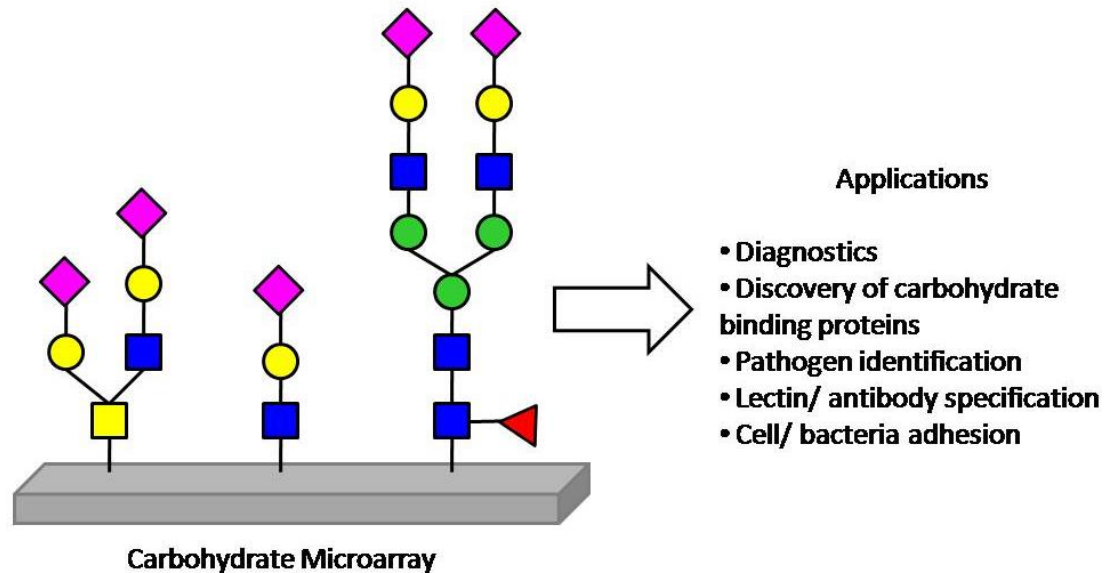 Applications
• Diagnostics
• Discovery of carbohydrate
binding proteins
• Pathogen identification
• Lectin/ antibody specification
• Cell/ bacteria adhesion
Carbohydrate Microarray